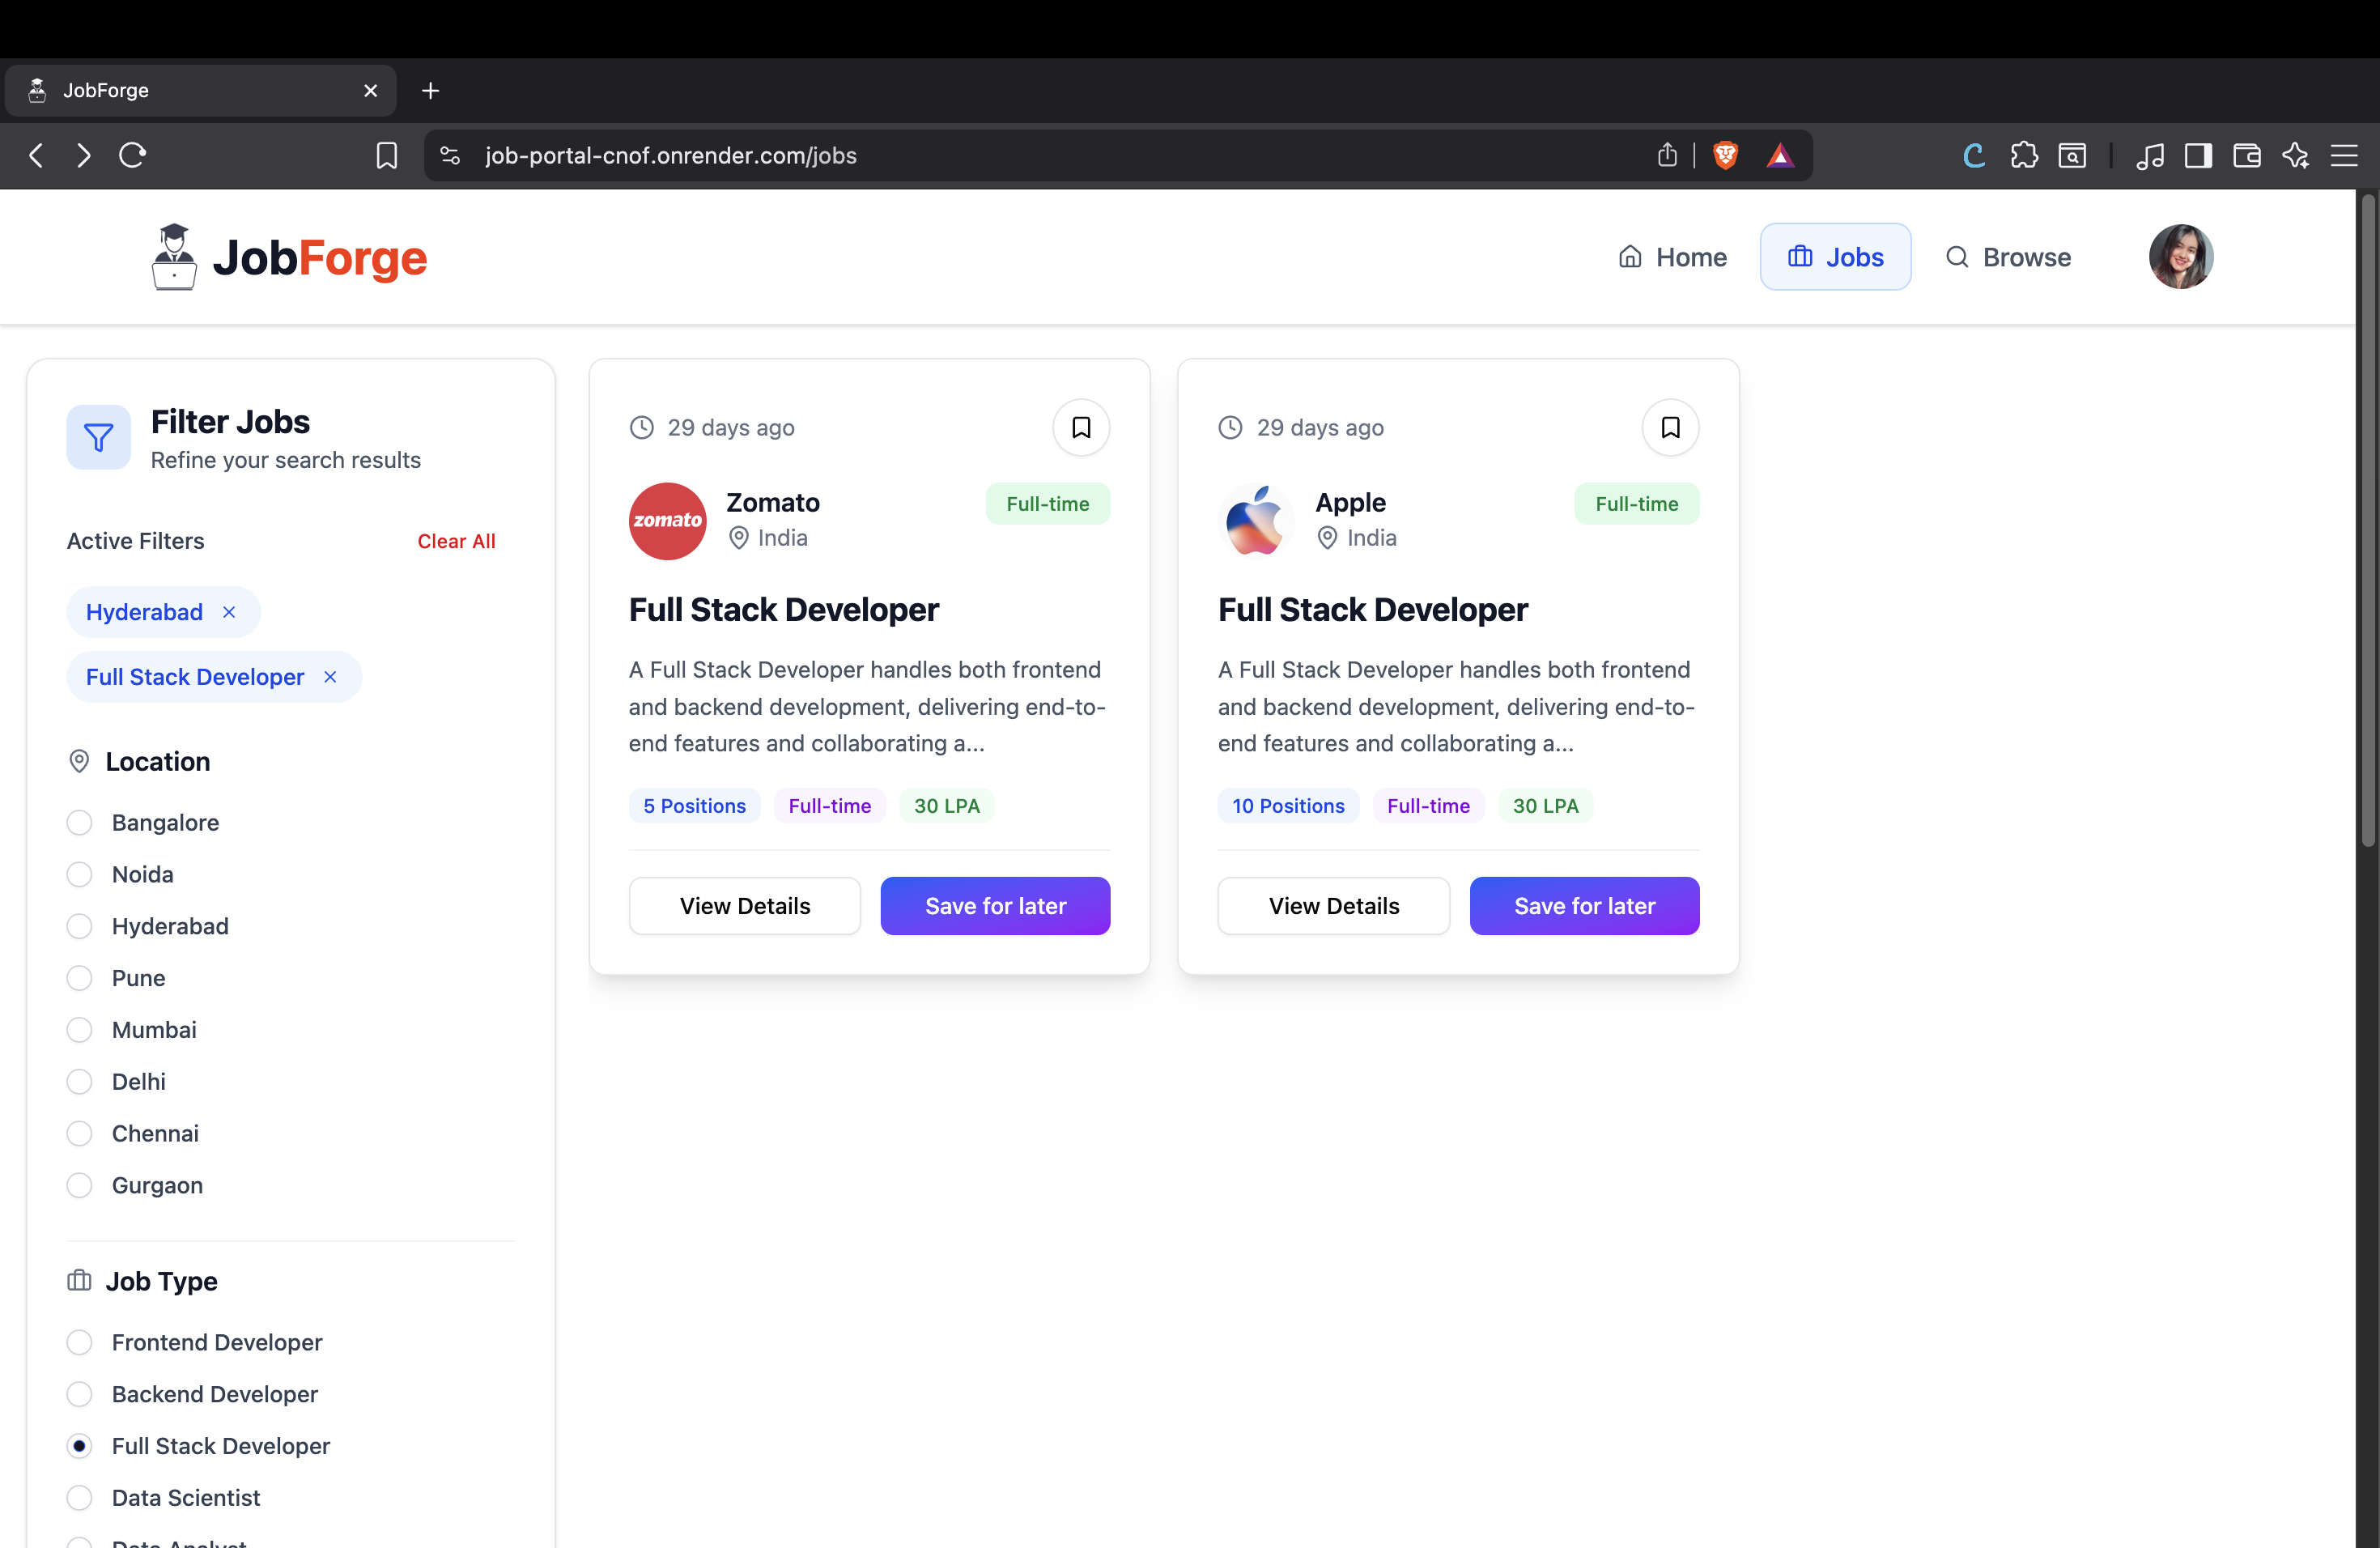 JobForge
job-portal-cnof.onrender.com/jobs
JobForge
Home
Jobs
Browse
Filter Jobs
Refine your search results
Active Filters
Clear All
Hyderabad
Full Stack Developer
Location
Bangalore
Noida
Hyderabad
Pune
Mumbai
Delhi
Chennai
Gurgaon
Job Type
Frontend Developer
Backend Developer
Full Stack Developer
Data Scientist
Data Analyst
29 days ago
zomato
Zomato
India
Full-time
Full Stack Developer
A Full Stack Developer handles both frontend
and backend development, delivering end-to-
end features and collaborating a...
5 Positions
Full-time
30 LPA
View Details
Save for later
29 days ago
Apple
India
Full-time
Full Stack Developer
A Full Stack Developer handles both frontend
and backend development, delivering end-to-
end features and collaborating a...
10 Positions
Full-time
30 LPA
View Details
Save for later